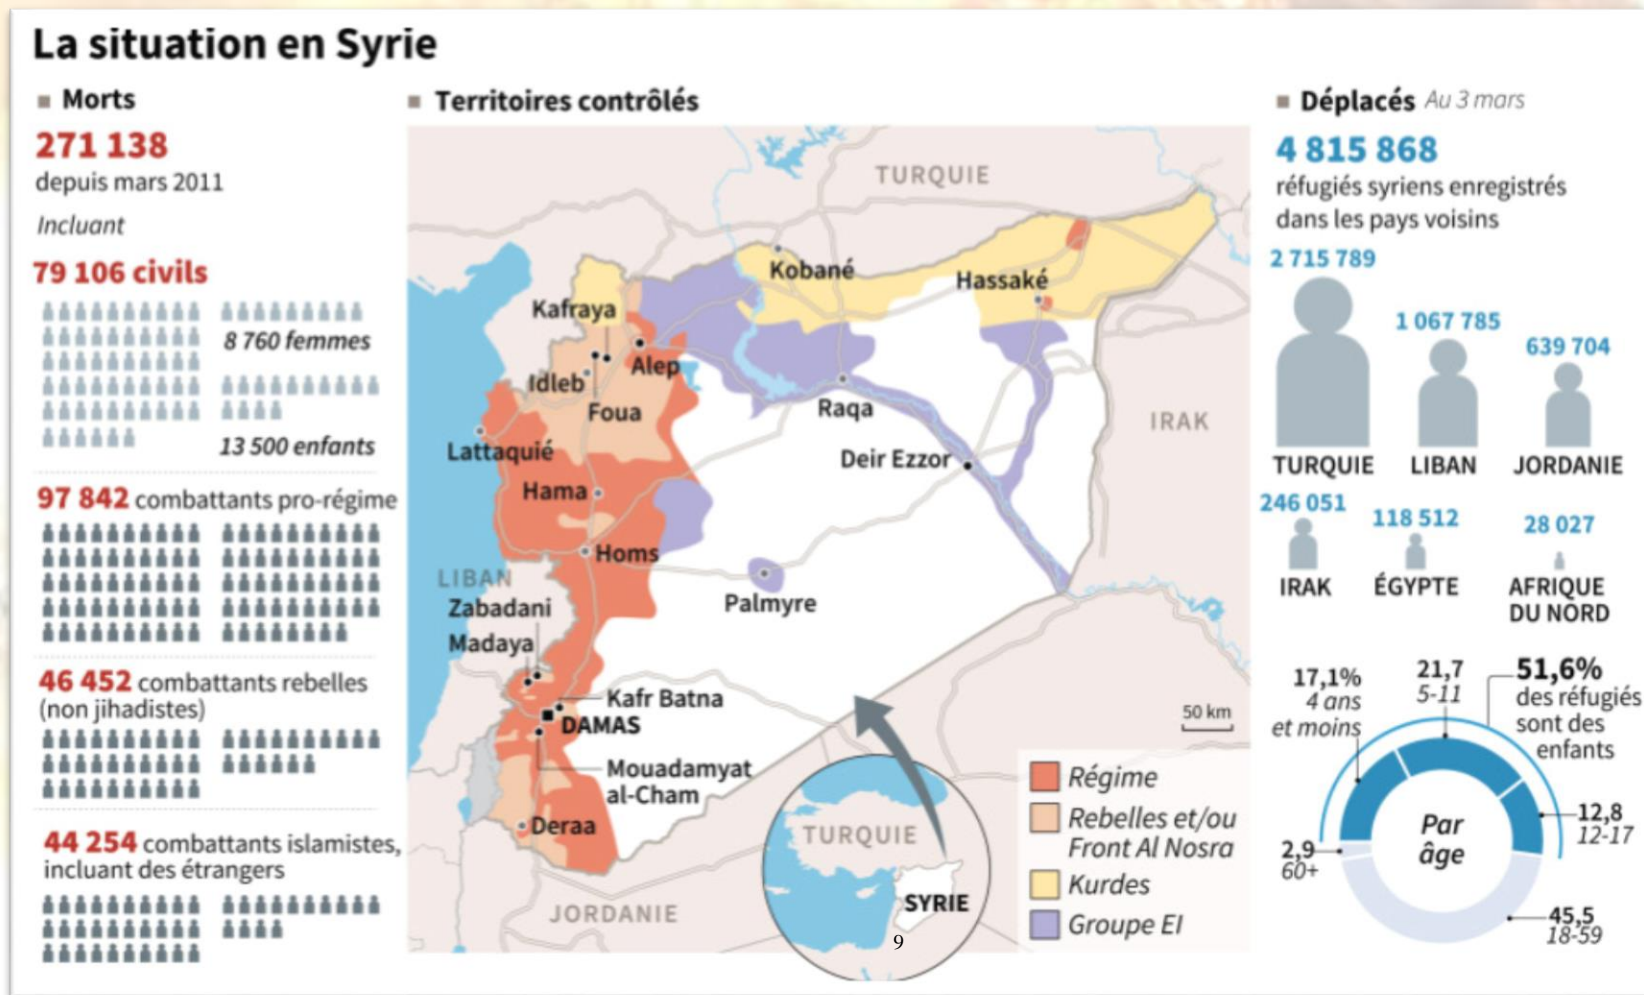 La situation en Syrie
Morts
271 138
depuis mars 2011
Incluant
79 106 civils
8 760 femmes
13 500 enfants
97 842 combattants pro-régime
46 452 combattants rebelles
(non jihadistes)
44 254 combattants islamistes,
incluant des étrangers
Territoires contrôlés
TURQUIE
Kobané
Hassaké
Kafraya
Alep
Idleb
Foua
Raqa
IRAK
Lattaquié
Deir Ezzor
Hama
Homs
LIBAN
Palmyre
Zabadani
Madaya
Kafr Batna
DAMAS
50 km
Mouadamyat
al-Cham
Deraa
JORDANIE
TURQUIE
SYRIE
9
Régime
Rebelles et/ou
Front Al Nosra
Kurdes
Groupe EI
Déplacés Au 3 mars
4 815 868
réfugiés syriens enregistrés
dans les pays voisins
2 715 789
1 067 785
639 704
TURQUIE
LIBAN
JORDANIE
246 051
118 512
28 027
IRAK
ÉGYPTE
AFRIQUE
DU NORD
17,1%
4 ans
et moins
21,7
5-11
51,6%
des réfugiés
sont des
enfants
12,8
12-17
Par
âge
2,9
60+
45,5
18-59